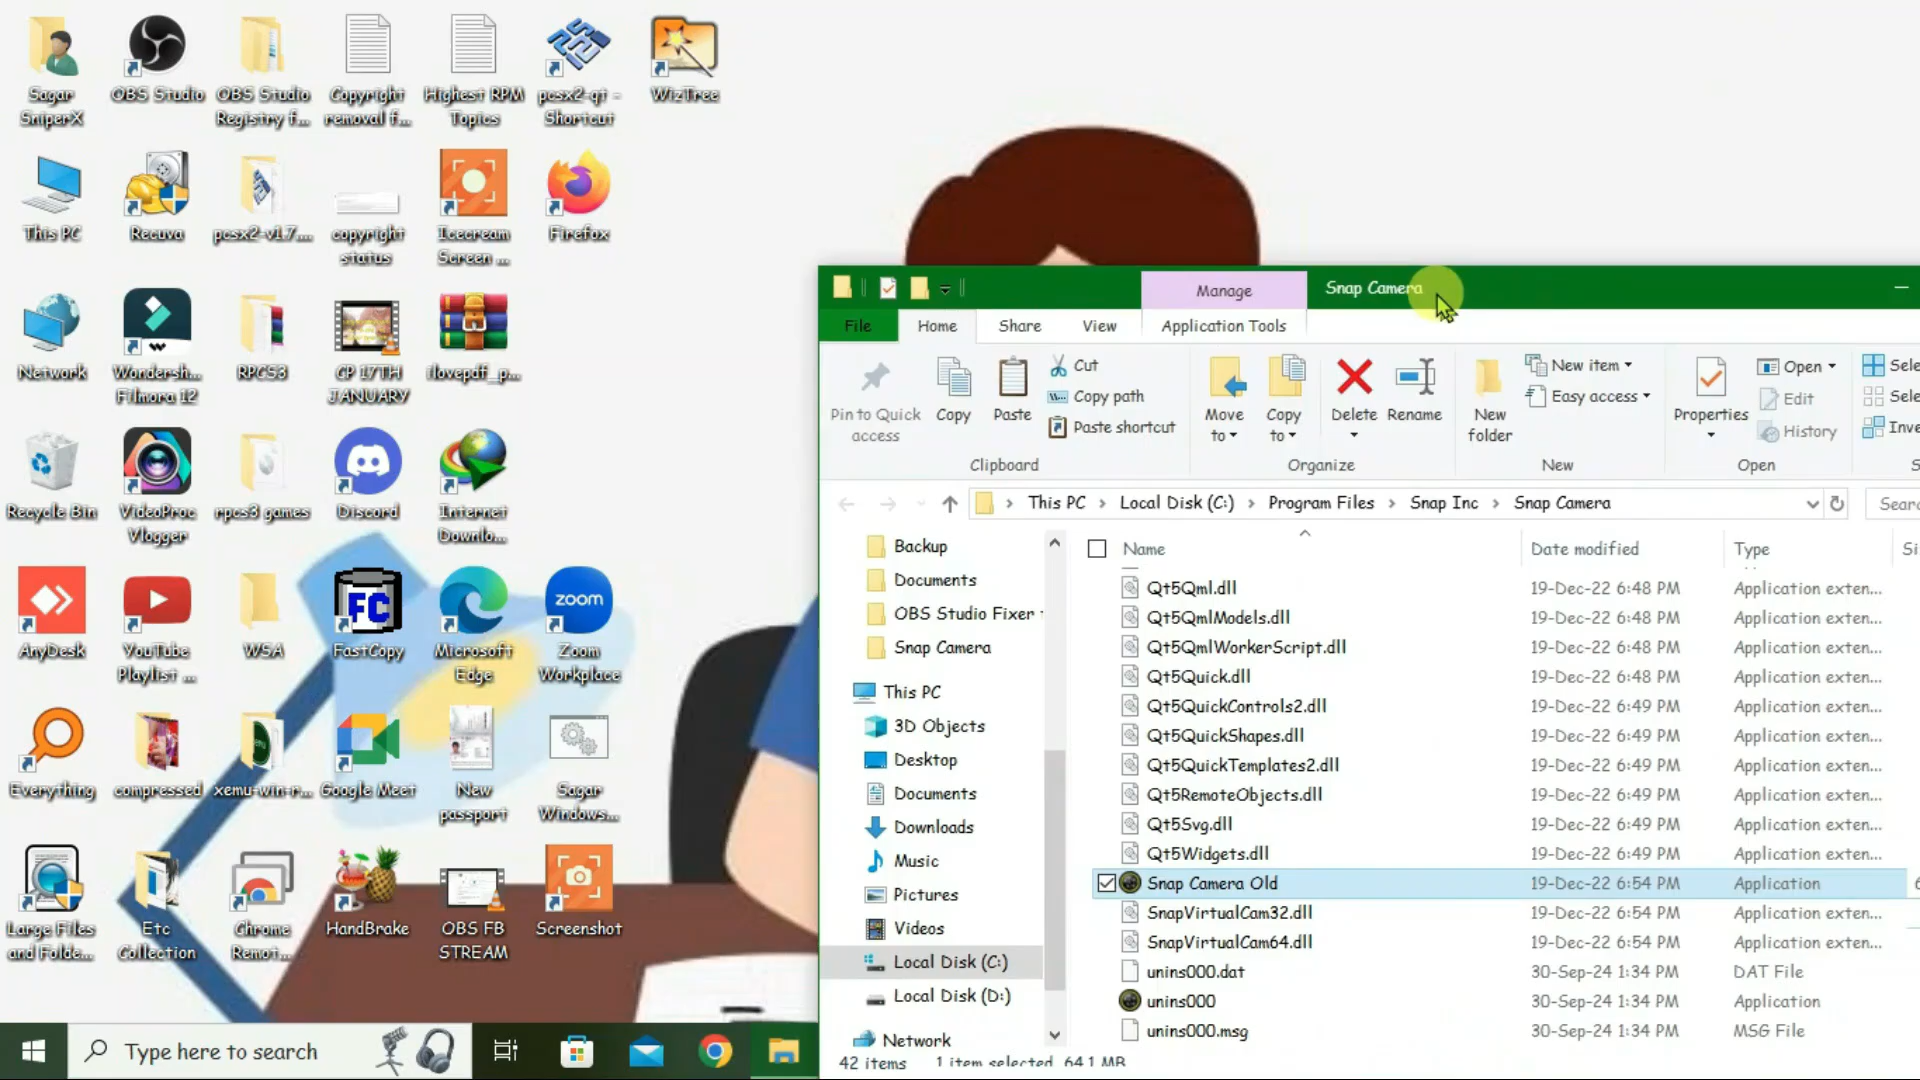 Sagar
SniperX
OBS Studio
OBS Studio
Registry f...
Copyright
removal f...
Highest RPM
Topics
pcsx2-qt -
Shortcut
WizTree
This PC
Recuva
pcsx2-v1.7....
copyright
status
Icecream
Screen ...
Firefox
Network
Wondersh...
Filmora 12
RPCS3
CP 17TH
JANUARY
ilovepdf_p...
Recycle Bin
VideoProc
Vlogger
rpcs3 games
Discord
Internet
Downlo...
AnyDesk
YouTube
Playlist ...
WSA
FC
FastCopy
Microsoft
Edge
zoom
Zoom
Workplace
Everything
compressed
xemu-win-r...
Google Meet
New
passport
Sagar
Windows...
Large Files
and Folde...
Etc
Collection
Chrome
Remot...
HandBrake
OBS FB
STREAM
Screenshot
Type here to search
Manage
Snap Camera
File
Home
Share
View
Application Tools
Pin to Quick
access
Copy
Paste
Cut
Copy path
Paste shortcut
Clipboard
Move
to
Copy
to
Delete
Rename
Organize
New
folder
New item
Easy access
New
Properties
Open
Edit
History
Open
Sele
Sele
Inve
S
This PC > Local Disk (C:) > Program Files > Snap Inc > Snap Camera
Searc
Backup
Documents
OBS Studio Fixer
Snap Camera
This PC
3D Objects
Desktop
Documents
Downloads
Music
Pictures
Videos
Local Disk (C:)
Local Disk (D:)
Network
Name Date modified Type Si
Qt5Qml.dll 19-Dec-22 6:48 PM Application exten...
Qt5QmlModels.dll 19-Dec-22 6:48 PM Application exten...
Qt5QmlWorkerScript.dll 19-Dec-22 6:48 PM Application exten...
Qt5Quick.dll 19-Dec-22 6:48 PM Application exten...
Qt5QuickControls2.dll 19-Dec-22 6:49 PM Application exten...
Qt5QuickShapes.dll 19-Dec-22 6:49 PM Application exten...
Qt5QuickTemplates2.dll 19-Dec-22 6:49 PM Application exten...
Qt5RemoteObjects.dll 19-Dec-22 6:49 PM Application exten...
Qt5Svg.dll 19-Dec-22 6:49 PM Application exten...
Qt5Widgets.dll 19-Dec-22 6:49 PM Application exten...
Snap Camera Old 19-Dec-22 6:54 PM Application 6
SnapVirtualCam32.dll 19-Dec-22 6:54 PM Application exten...
SnapVirtualCam64.dll 19-Dec-22 6:54 PM Application exten...
unins000.dat 30-Sep-24 1:34 PM DAT File
unins000 30-Sep-24 1:34 PM Application
unins000.msg 30-Sep-24 1:34 PM MSG File
42 items 1 item selected 64.1 MB